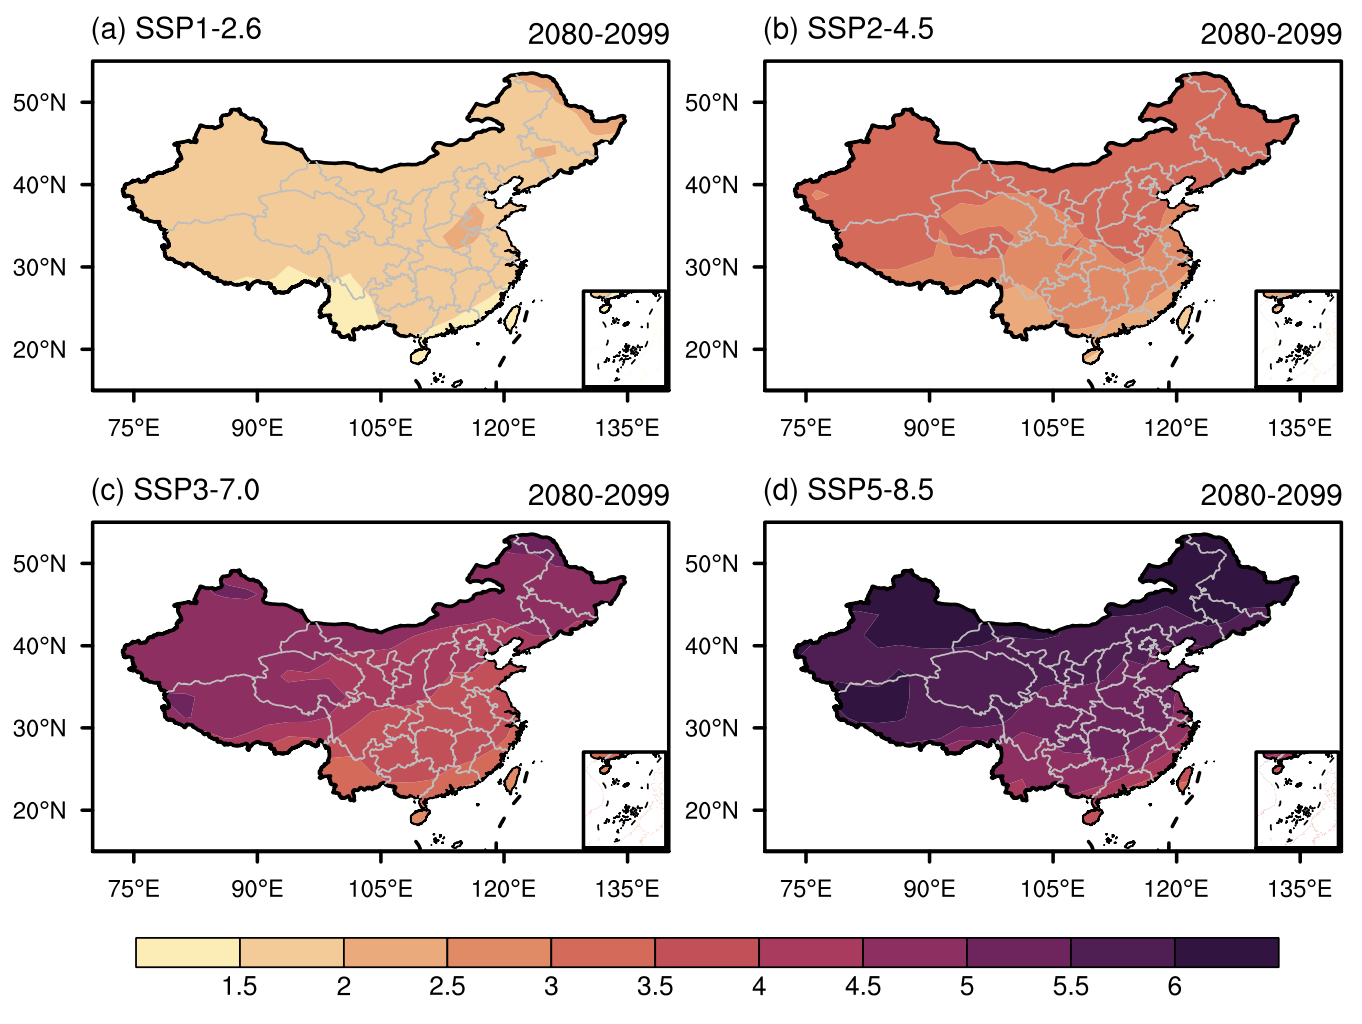 (a) SSP1-2.6 2080-2099
(b) SSP2-4.5 2080-2099
50°N
40°N
30°N
20°N
75°E 90°E 105°E 120°E 135°E
50°N
40°N
30°N
20°N
75°E 90°E 105°E 120°E 135°E
(c) SSP3-7.0 2080-2099
(d) SSP5-8.5 2080-2099
50°N
40°N
30°N
20°N
75°E 90°E 105°E 120°E 135°E
50°N
40°N
30°N
20°N
75°E 90°E 105°E 120°E 135°E
1.5 2 2.5 3 3.5 4 4.5 5 5.5 6